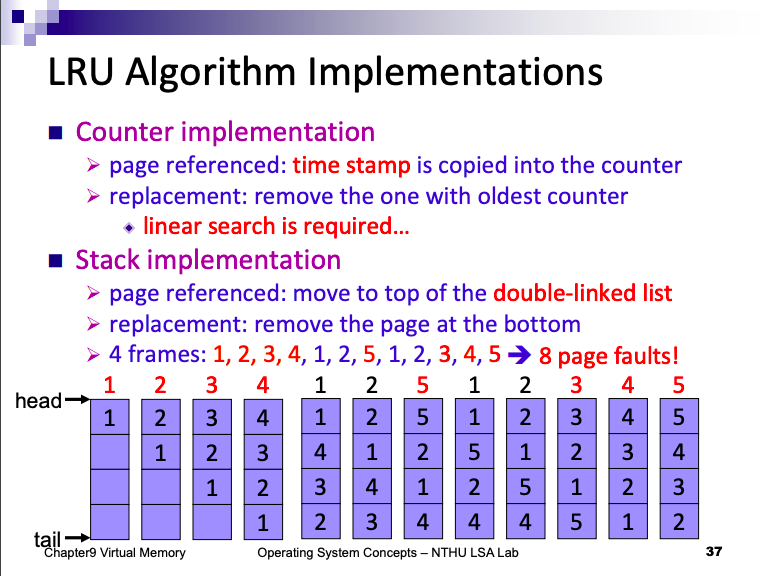 LRU Algorithm Implementations
Counter implementation
page referenced: time stamp is copied into the counter
replacement: remove the one with oldest counter
linear search is required…
Stack implementation
page referenced: move to top of the double-linked list
replacement: remove the page at the bottom
4 frames: 1, 2, 3, 4, 1, 2, 5, 1, 2, 3, 4, 5 ➔ 8 page faults!
1 2 3 4 1 2 5 1 2 3 4 5
head
1 2 3 4 1 2 5 1 2 3 4 5
1 2 3 4 1 2 5 1 2 3 4
1 2 3 4 1 2 5 1 2 3
1 2 3 4 4 4 5 1 2
tail
Chapter9 Virtual Memory
Operating System Concepts – NTHU LSA Lab
37